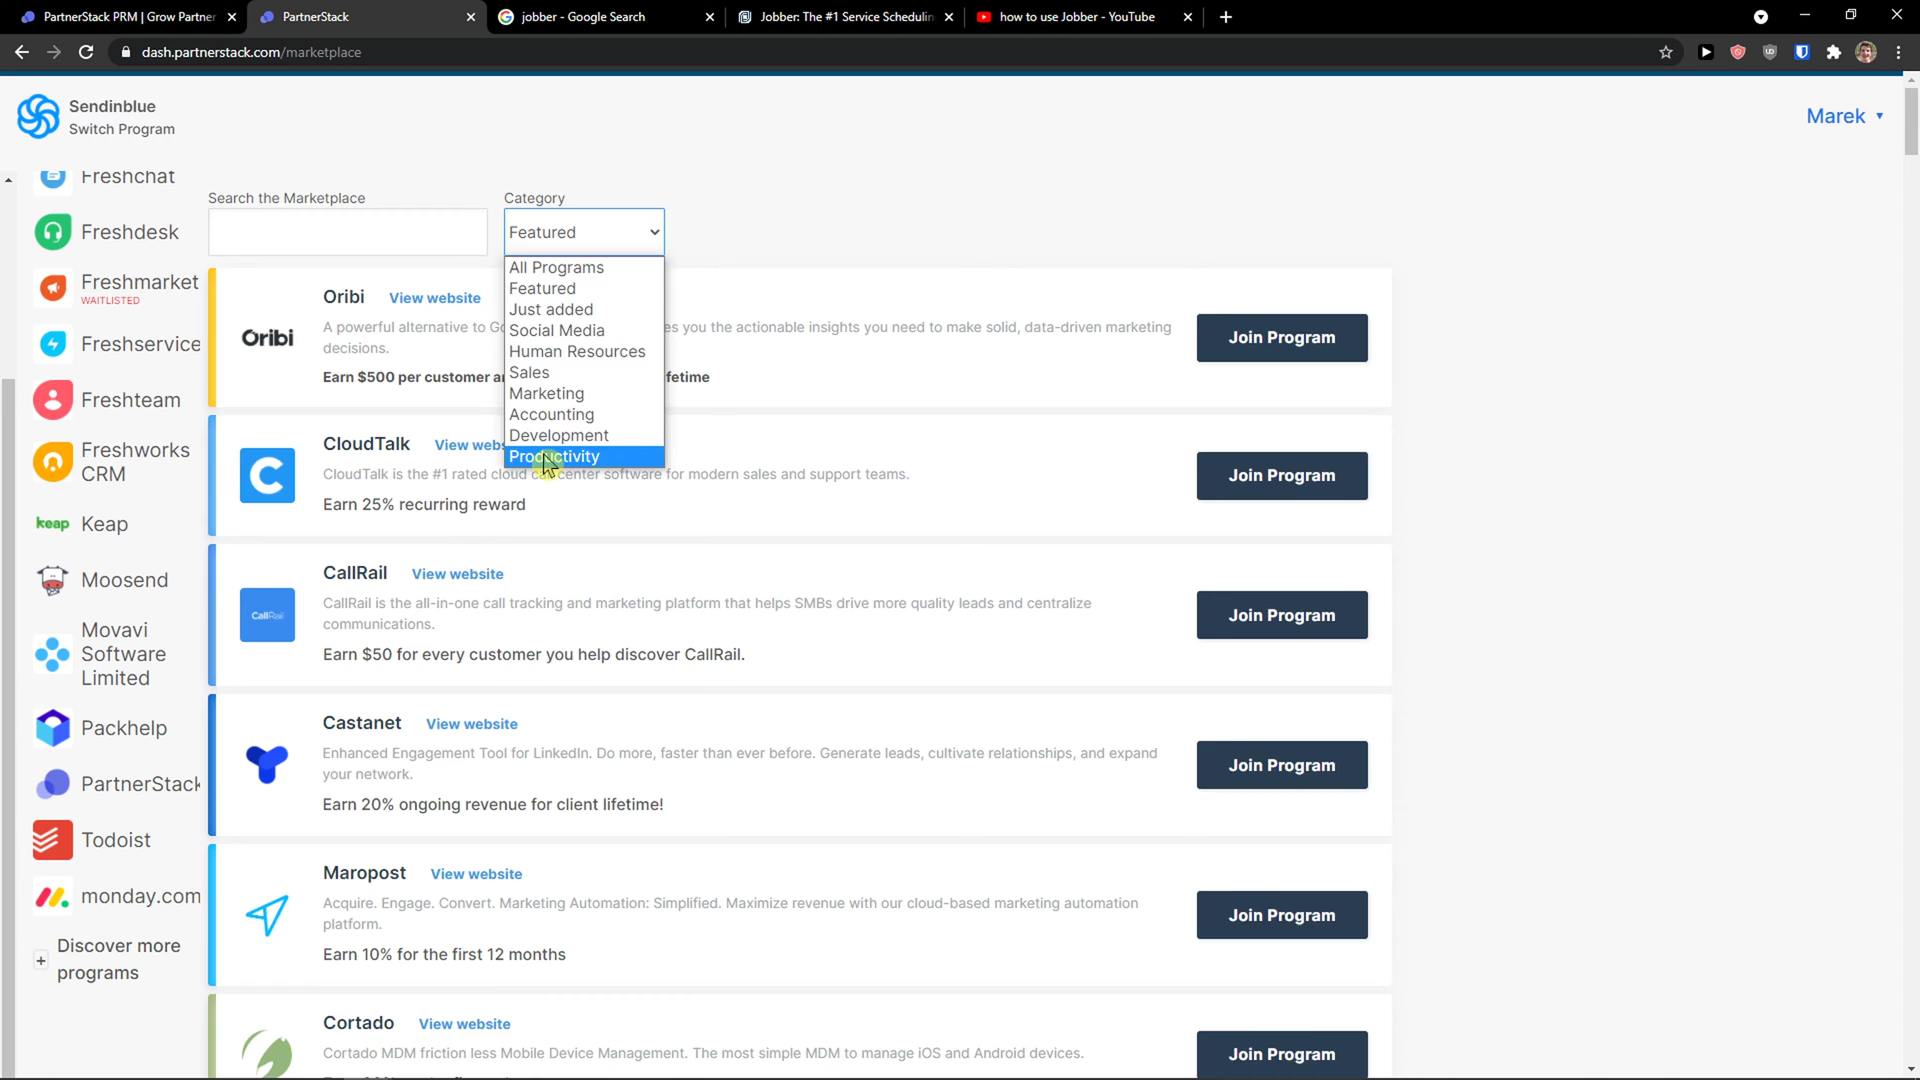 PartnerStack PRM | Grow Partner
PartnerStack
jobber - Google Search
Jobber: The #1 Service Schedulin
how to use Jobber - YouTube
dash.partnerstack.com/marketplace
Sendinblue
Switch Program
Marek
Freshchat
Freshdesk
Freshmarket
WAITLISTED
Freshservice
Freshteam
Freshworks
CRM
keap Keap
Moosend
Movavi
Software
Limited
Packhelp
PartnerStack
Todoist
monday.com
+ Discover more
programs
Search the Marketplace
Category
Featured
All Programs
Featured
Just added
Social Media
Human Resources
Sales
Marketing
Accounting
Development
Productivity
Oribi
Oribi View website
A powerful alternative to
es you the actionable insights you need to make solid, data-driven marketing
decisions.
Earn $500 per customer
fetime
Join Program
CloudTalk
CloudTalk is the #1 rated cloud call center software for modern sales and support teams.
Earn 25% recurring reward
Join Program
CallRail
CallRail View website
CallRail is the all-in-one call tracking and marketing platform that helps SMBs drive more quality leads and centralize
communications.
Earn $50 for every customer you help discover CallRail.
Join Program
Castanet View website
Enhanced Engagement Tool for LinkedIn. Do more, faster than ever before. Generate leads, cultivate relationships, and expand
your network.
Earn 20% ongoing revenue for client lifetime!
Join Program
Maropost View website
Acquire. Engage. Convert. Marketing Automation: Simplified. Maximize revenue with our cloud-based marketing automation
platform.
Earn 10% for the first 12 months
Join Program
Cortado View website
Cortado MDM friction less Mobile Device Management. The most simple MDM to manage iOS and Android devices.
Join Program